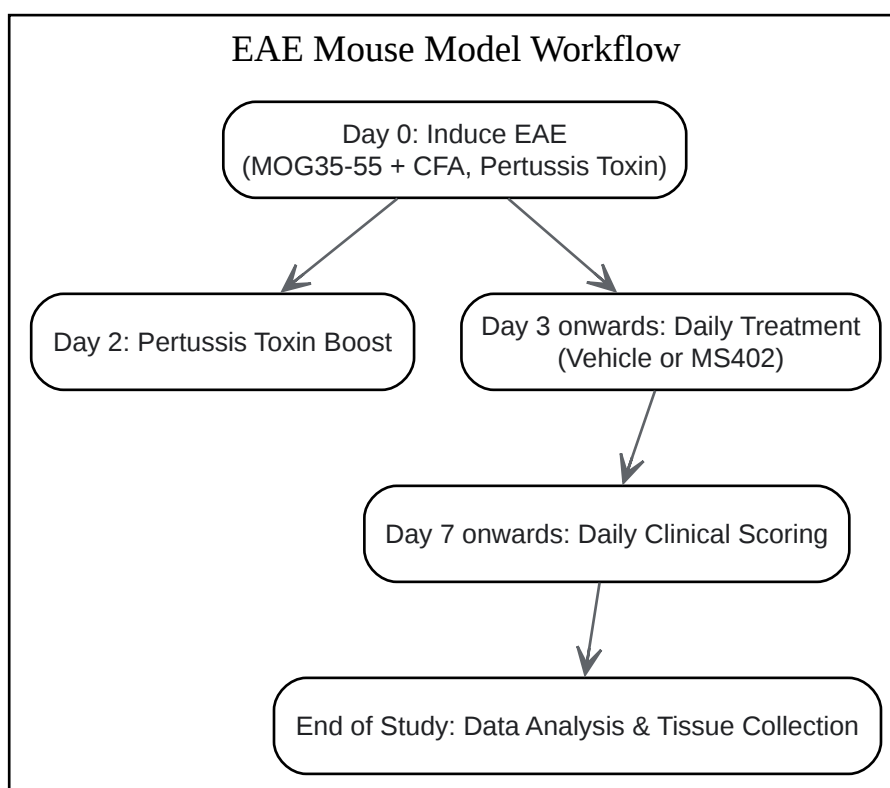 EAE Mouse Model Workflow
Day 0: Induce EAE
(MOG35-55 + CFA, Pertussis Toxin)
Day 2: Pertussis Toxin Boost
Day 3 onwards: Daily Treatment
(Vehicle or MS402)
Day 7 onwards: Daily Clinical Scoring
End of Study: Data Analysis & Tissue Collection